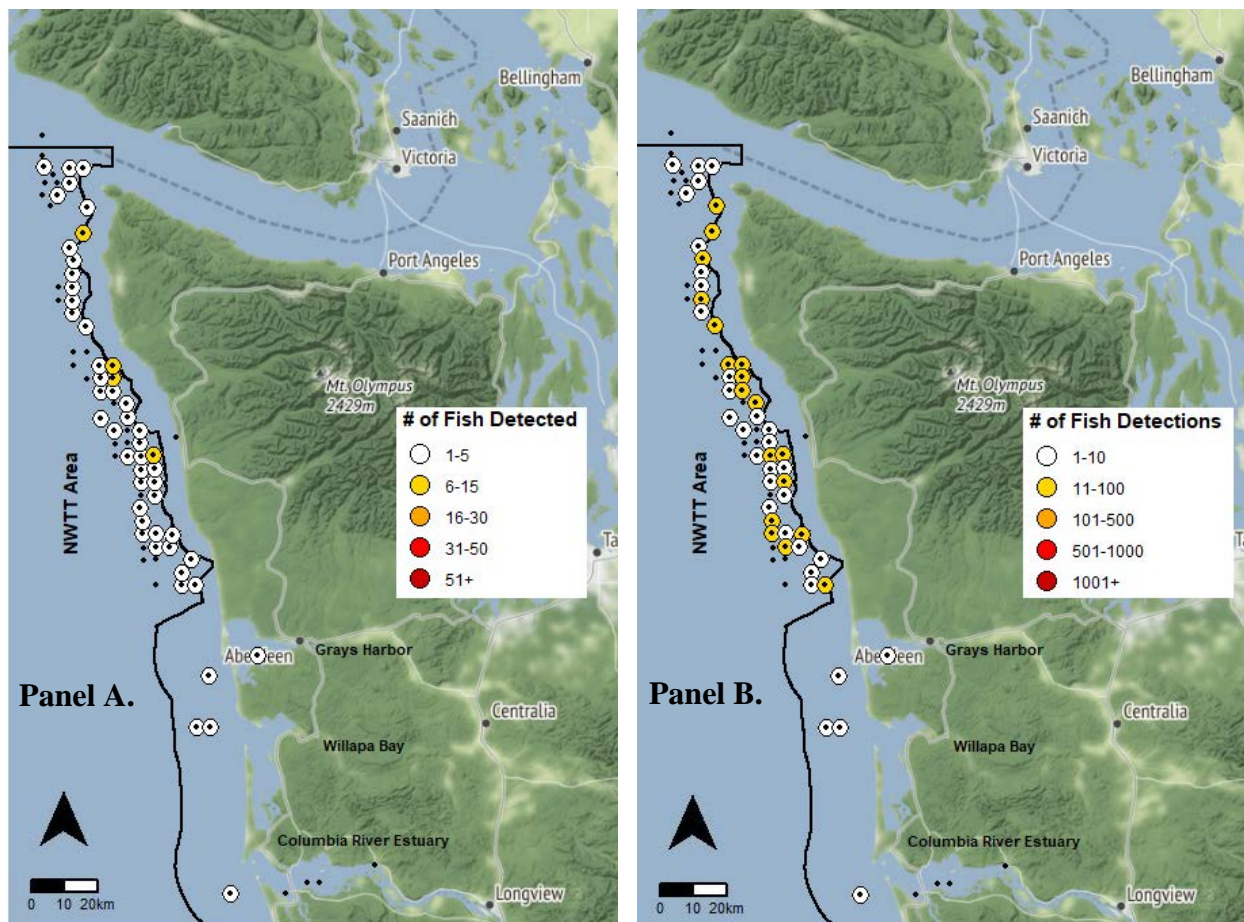 Bellingham
Saanich
Victoria
Port Angeles
Mt. Olympus
2429m
# of Fish Detected
1-5
6-15
16-30
31-50
51+
NWTT Area
Ta
Aberdeen
Grays Harbor
Panel A.
Centralia
Willapa Bay
Columbia River Estuary
Longview
0 10 20km
Bellingham
Saanich
Victoria
Port Angeles
Mt. Olympus
2429m
# of Fish Detections
1-10
11-100
101-500
501-1000
1001+
NWTT Area
Ta
Aberdeen
Grays Harbor
Panel B.
Centralia
Willapa Bay
Columbia River Estuary
Longview
0 10 20km